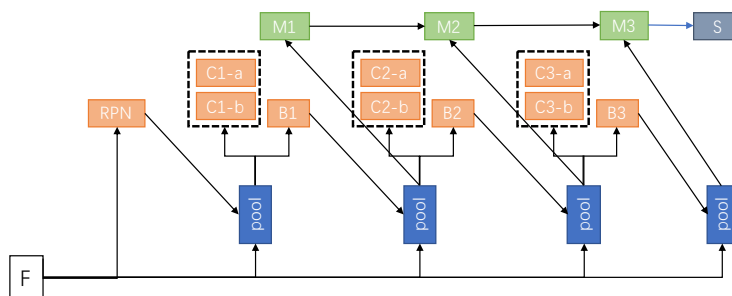 M1
M2
M3
S
C1-a
C2-a
C3-a
C1-b
C2-b
C3-b
RPN
B1
B2
B3
pool
pool
pool
pool
F